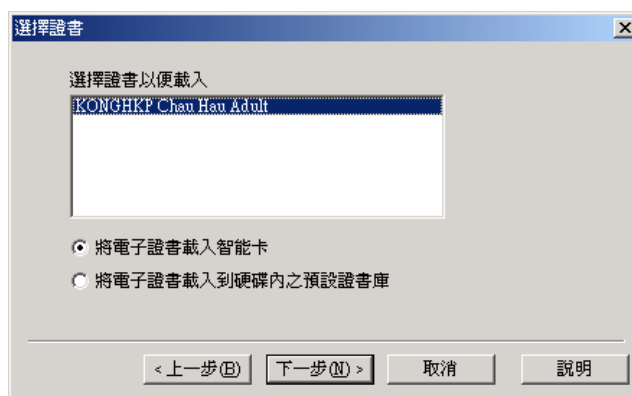 選擇證書
選擇證書以便載入
KONGHKP Chau Hau Adult
將電子證書載入智能卡
將電子證書載入到硬碟內之預設證書庫
< 上一步(B) 下一步(N) > 取消 說明